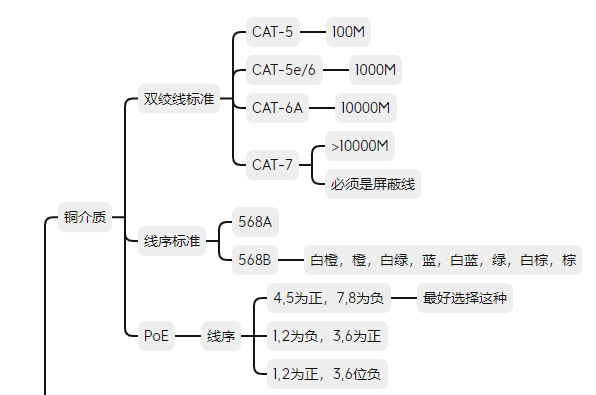 铜介质
双绞线标准
CAT-5
100M
CAT-5e/6
1000M
CAT-6A
10000M
CAT-7
>10000M
必须是屏蔽线
线序标准
568A
568B
白橙，橙，白绿，蓝，白蓝，绿，白棕，棕
PoE
线序
4,5为正，7,8为负
最好选择这种
1,2为负，3,6为正
1,2为正，3,6位负